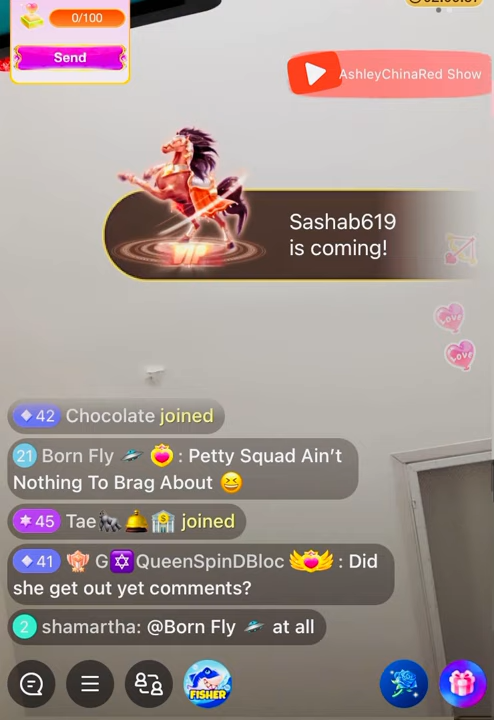 0/100
Send
AshleyChinaRed Show
Sashab619
is coming!
VIP
LOVE
LOVE
42 Chocolate joined
21 Born Fly : Petty Squad Ain't
Nothing To Brag About
45 Tae joined
41 G QueenSpinDBloc : Did
she get out yet comments?
2 shamartha: @Born Fly at all
FISHER